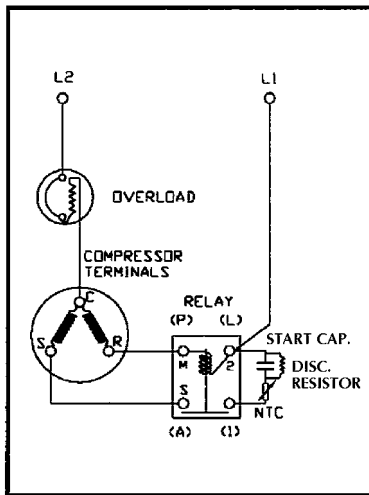 L2 L1
OVERLOAD
COMPRESSOR
TERMINALS
C
RELAY
(P) (L)
START CAP.
S R M 2 DISC.
RESISTOR
S NTC
(A) (1)